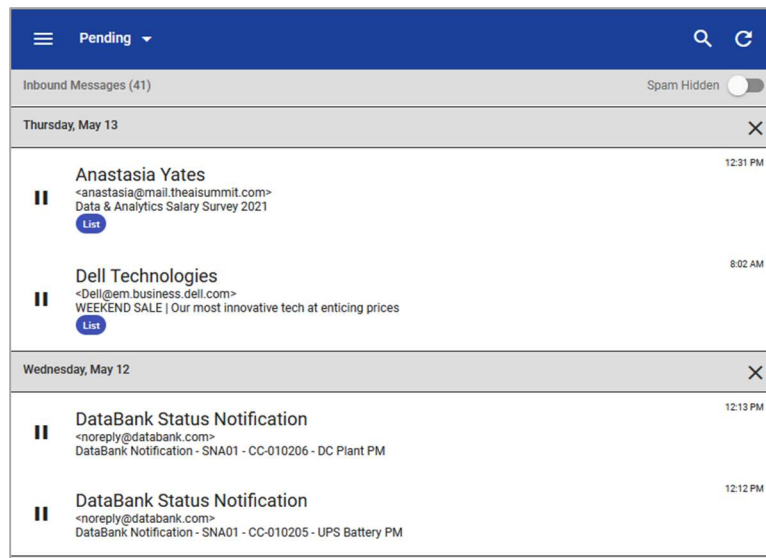 Pending
Inbound Messages (41)
Spam Hidden
Thursday, May 13
12:31 PM
Anastasia Yates
<anastasia@mail.theaisummit.com>
Data & Analytics Salary Survey 2021
List
8:02 AM
Dell Technologies
<Dell@em.business.dell.com>
WEEKEND SALE | Our most innovative tech at enticing prices
List
Wednesday, May 12
12:13 PM
DataBank Status Notification
<noreply@databank.com>
DataBank Notification - SNA01 - CC-010206 - DC Plant PM
12:12 PM
DataBank Status Notification
<noreply@databank.com>
DataBank Notification - SNA01 - CC-010205 - UPS Battery PM